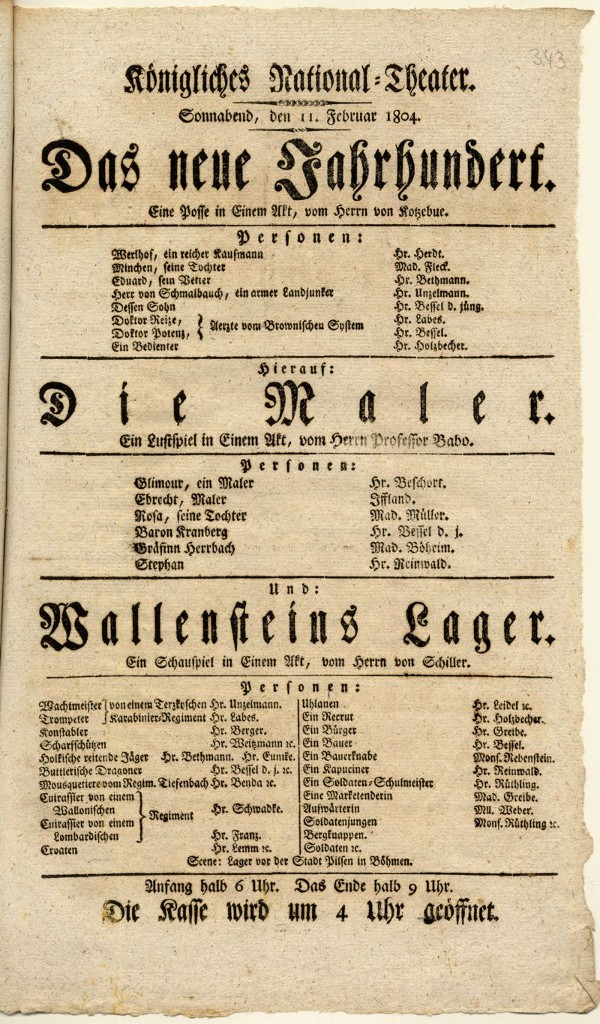 343
Königliches National-Theater.
Sonnabend, den 11. Februar 1804.
Das neue Jahrhundert.
Eine Posse in Einem Akt, vom Herrn von Kotzebue.
Personen:
Werlhof, ein reicher Kaufmann Hr. Herdt.
Minchen, seine Tochter Mad. Fleck.
Eduard, sein Vetter Hr. Bethmann.
Herr von Schmalbauch, ein armer Landjunker Hr. Unzelmann.
Dessen Sohn Hr. Bessel d. jüng.
Doktor Reize, Hr. Labes.
Aerzte vom Brownischen System
Doktor Potenz, Hr. Bessel.
Ein Bedienter Hr. Holzbecher.
Hierauf:
Die Maler.
Ein Lustspiel in Einem Akt, vom Herrn Professor Babo.
Personen:
Glimour, ein Maler Hr. Beschort.
Ebrecht, Maler Iffland.
Rosa, seine Tochter Mad. Müller.
Baron Kranberg Hr. Bessel d. j.
Gräfinn Herrbach Mad. Böheim.
Stephan Hr. Reinwald.
Und:
Wallensteins Lager.
Ein Schauspiel in Einem Akt, vom Herrn von Schiller.
Personen:
Wachtmeister von einem Terzkyschen Hr. Unzelmann.
Trompeter Karabinier-Regiment Hr. Labes.
Konstabler Hr. Berger.
Scharfschützen Hr. Weitzmann ꝛc.
Holkische reitende Jäger Hr. Bethmann. Hr. Eunike.
Buttlerische Dragoner Hr. Bessel d. j. ꝛc.
Mousquetiere vom Regim. Tiefenbach Hr. Benda ꝛc.
Cuirassier von einem
Wallonischen Regiment Hr. Schwadke.
Cuirassier von einem
Lombardischen Hr. Franz.
Croaten Hr. Lemm ꝛc.
Uhlanen Hr. Leidel ꝛc.
Ein Recrut Hr. Holzbecher.
Ein Bürger Hr. Greibe.
Ein Bauer Hr. Bessel.
Ein Bauerknabe Mons. Rebenstein.
Ein Kapuciner Hr. Reinwald.
Ein Soldaten-Schulmeister Hr. Rüthling.
Eine Marketenderin Mad. Greibe.
Aufwärterin Mll. Weber.
Soldatenjungen Mons. Rüthling ꝛc.
Bergknappen.
Soldaten ꝛc.
Scene: Lager vor der Stadt Pilsen in Böhmen.
Anfang halb 6 Uhr. Das Ende halb 9 Uhr.
Die Kasse wird um 4 Uhr geöffnet.